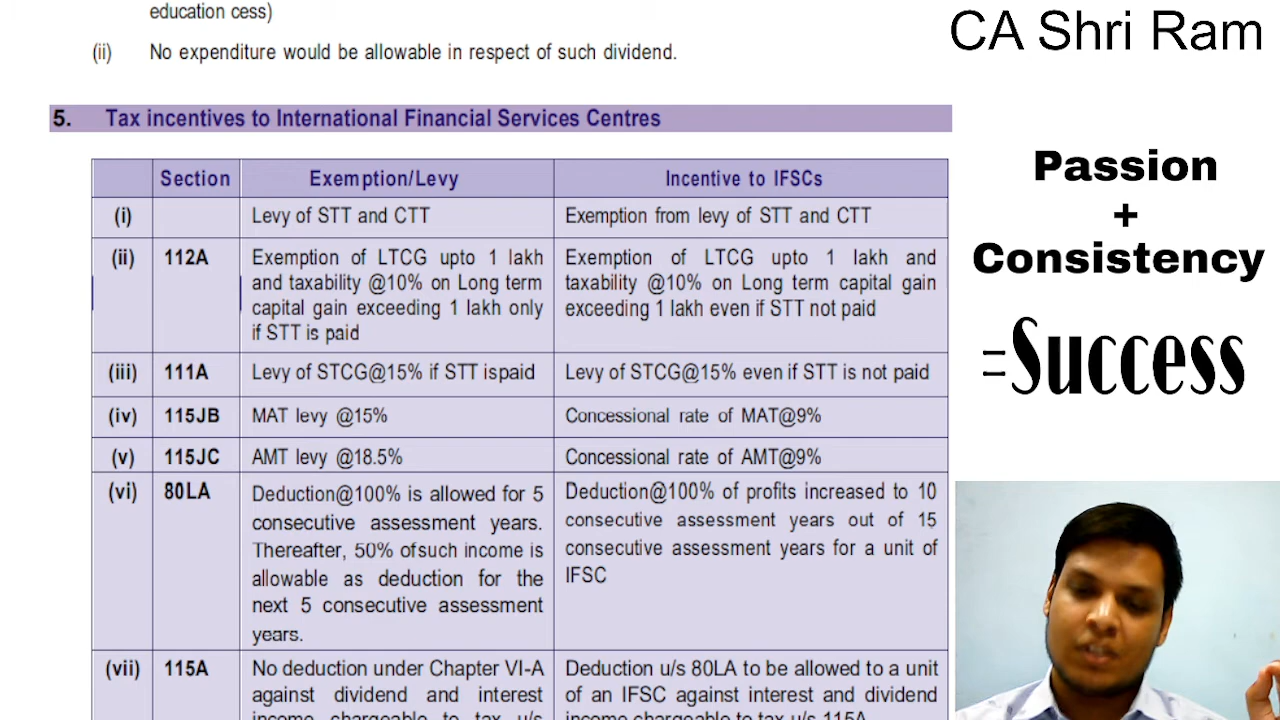 education cess)
(ii) No expenditure would be allowable in respect of such dividend.
5. Tax incentives to International Financial Services Centres
Section Exemption/Levy Incentive to IFSCs
(i) Levy of STT and CTT Exemption from levy of STT and CTT
(ii) 112A Exemption of LTCG upto 1 lakh
and taxability @10% on Long term
capital gain exceeding 1 lakh only
if STT is paid
Exemption of LTCG upto 1 lakh and
taxability @10% on Long term capital gain
exceeding 1 lakh even if STT not paid
(iii) 111A Levy of STCG@15% if STT ispaid Levy of STCG@15% even if STT is not paid
(iv) 115JB MAT levy @15% Concessional rate of MAT@9%
(v) 115JC AMT levy @18.5% Concessional rate of AMT@9%
(vi) 80LA Deduction@100% is allowed for 5
consecutive assessment years.
Thereafter, 50% ofsuch income is
allowable as deduction for the
next 5 consecutive assessment
years.
Deduction@100% of profits increased to 10
consecutive assessment years out of 15
consecutive assessment years for a unit of
IFSC
(vii) 115A No deduction under Chapter VI-A
against dividend and interest
income chargeable to tax u/s
Deduction u/s 80LA to be allowed to a unit
of an IFSC against interest and dividend
income chargeable to tax u/s 115A
CA Shri Ram
Passion
+
Consistency
=Success